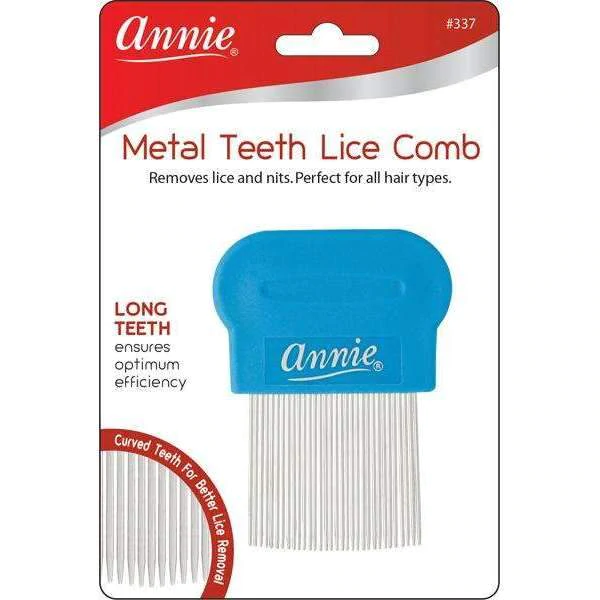 annie®
#337
Metal Teeth Lice Comb
Removes lice and nits. Perfect for all hair types.
LONG
TEETH
ensures
optimum
efficiency
annie®
Curved Teeth For Better Lice Removal